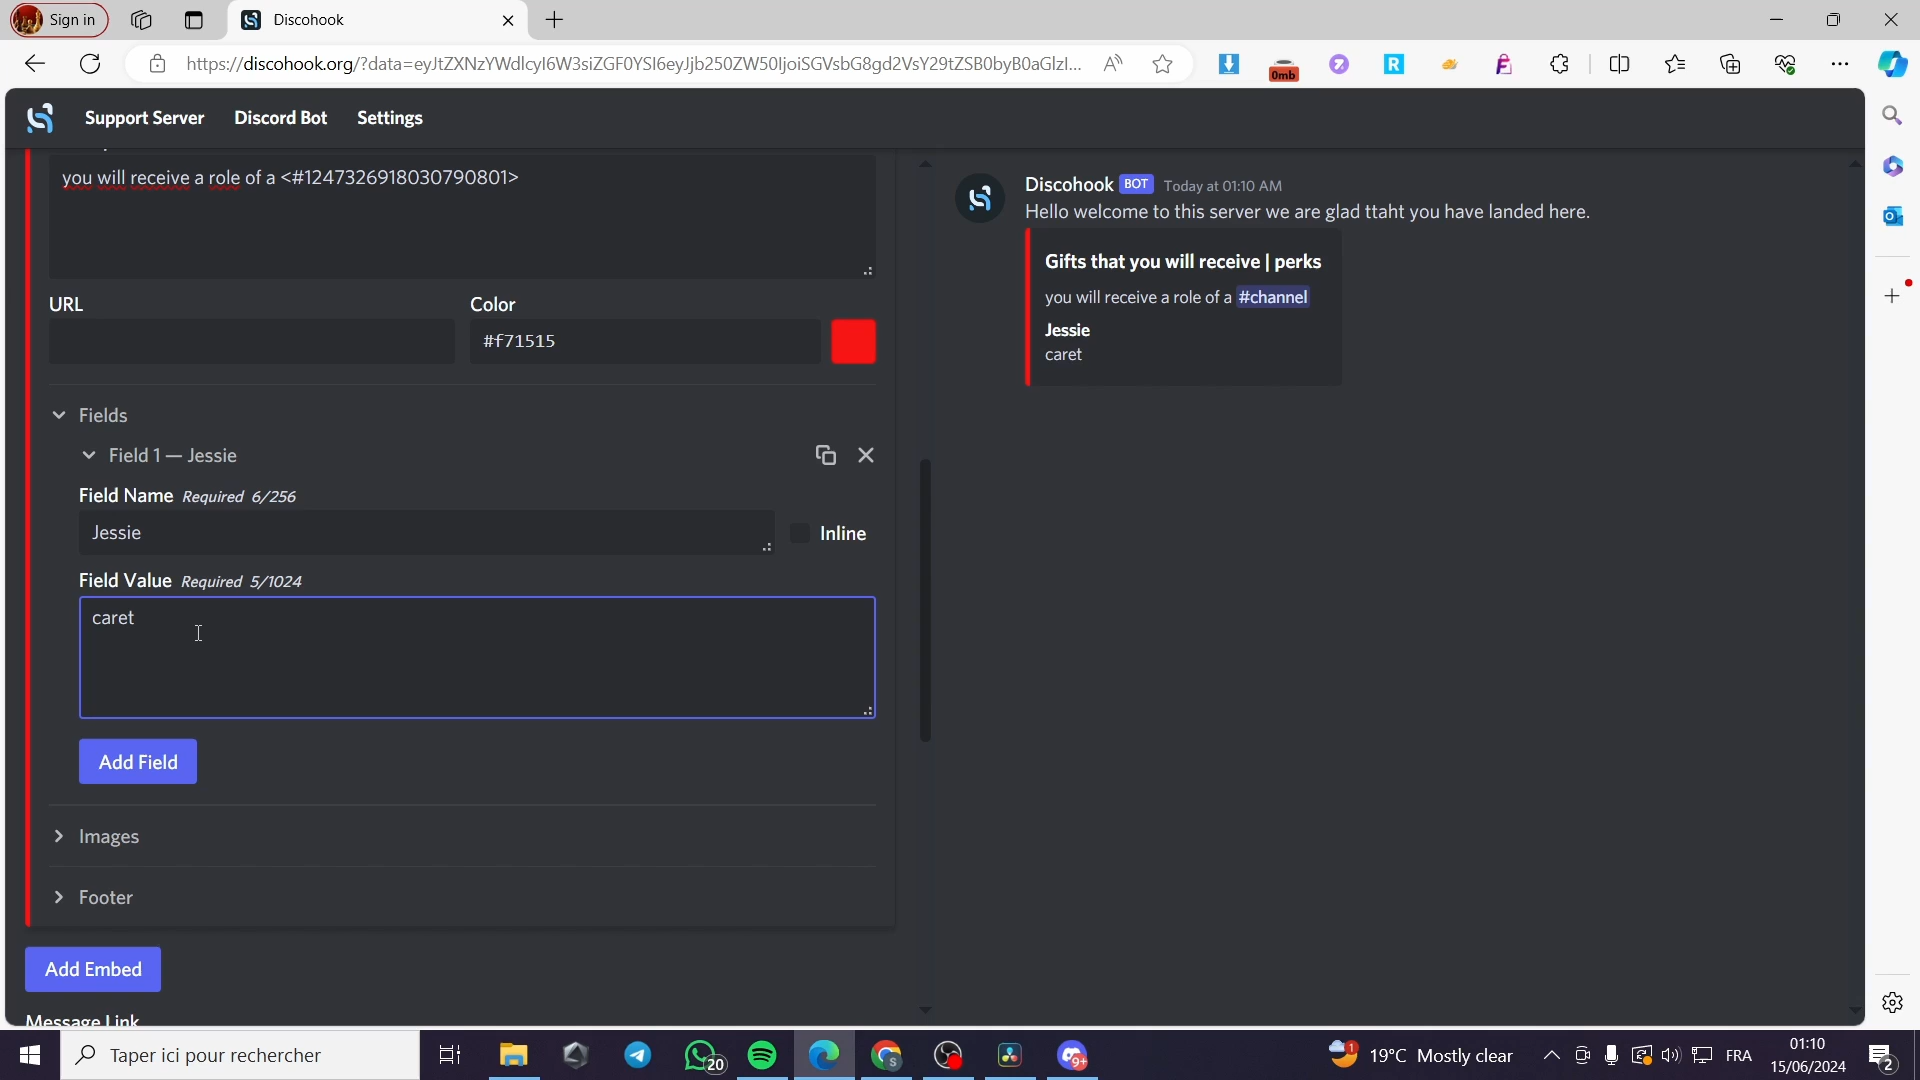 Sign in
Discohook
https://discohook.org/?data=eyJtZXNzYWdlcyI6W3siZGF0YSI6eyJjb250ZW50IjoiSGVsbG8gd2VsY29tZSB0byB0aGlzI...
0mb
Support Server
Discord Bot
Settings
you will receive a role of a <#1247326918030790801>
URL
Color
#f71515
Fields
Field 1 — Jessie
Field Name Required 6/256
Jessie
Inline
Field Value Required 5/1024
caret
Add Field
Images
Footer
Add Embed
Message Link
Discohook BOT Today at 01:10 AM
Hello welcome to this server we are glad ttaht you have landed here.
Gifts that you will receive | perks
you will receive a role of a #channel
Jessie
caret
Taper ici pour rechercher
20
9+
1
19°C Mostly clear
FRA
01:10
15/06/2024
2